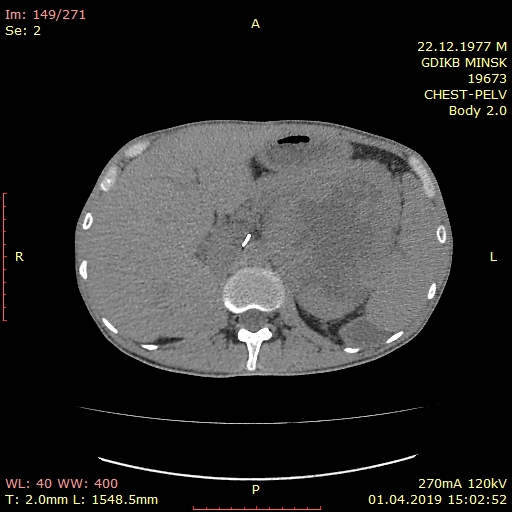 Im: 149/271
Se: 2
A
22.12.1977 M
GDIKB MINSK
19673
CHEST-PELV
Body 2.0
R
L
WL: 40 WW: 400
T: 2.0mm L: 1548.5mm
P
270mA 120kV
01.04.2019 15:02:52